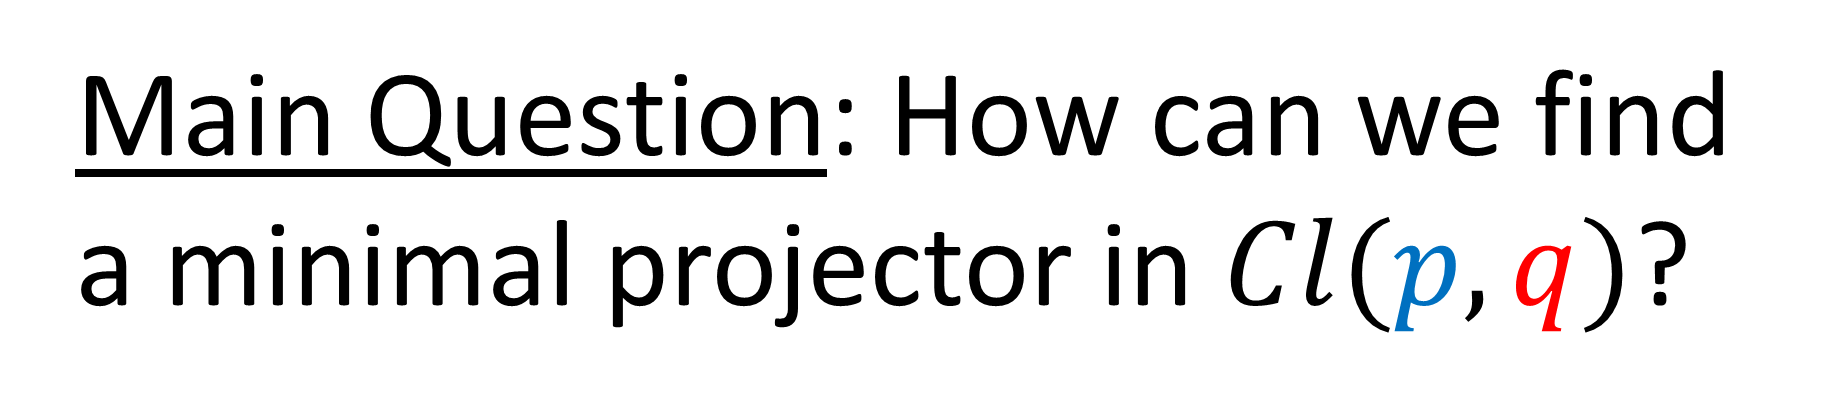 Main Question: How can we find
a minimal projector in Cl(p, q)?